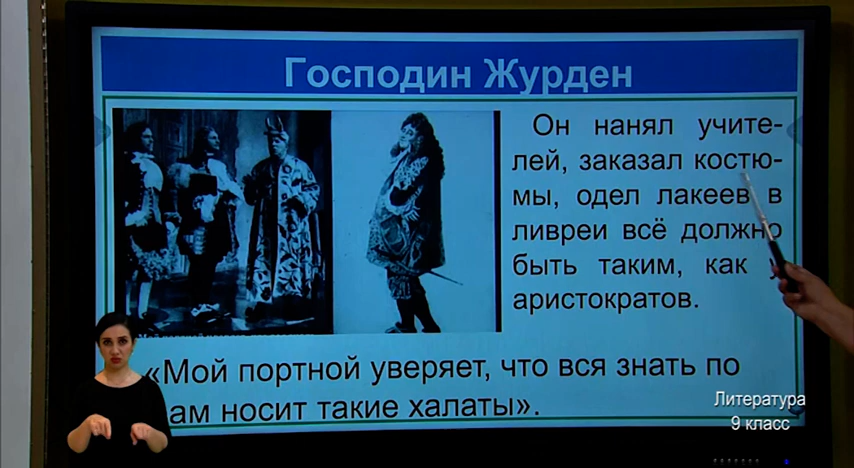 Господин Журден
Он нанял учите-
лей, заказал костю-
мы, одел лакеев в
ливреи всё должно
быть таким, как
аристократов.
«Мой портной уверяет, что вся знать по
носит такие халаты».
Литература
9 класс